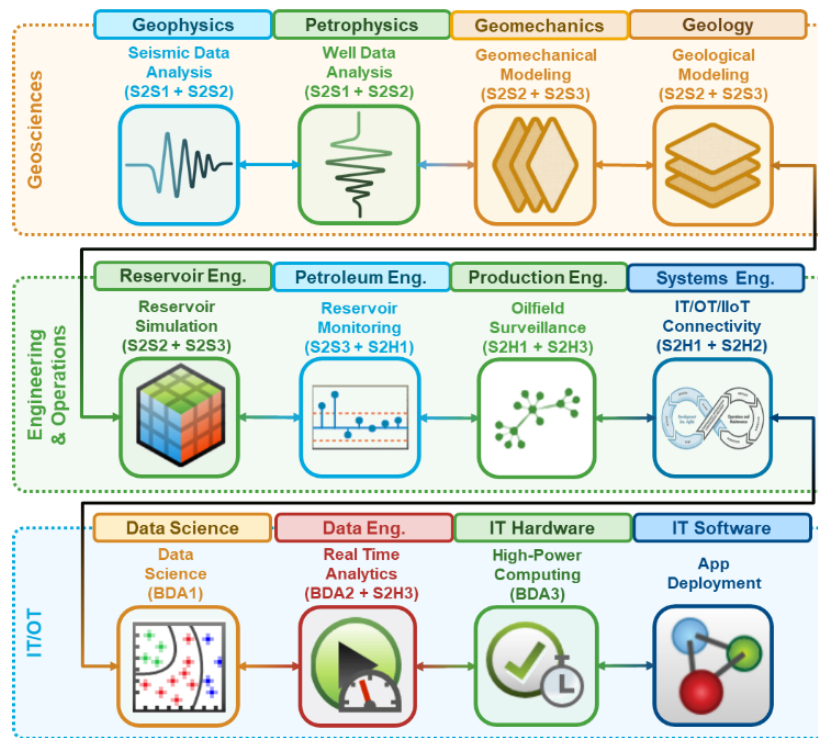 Geosciences
Geophysics
Petrophysics
Geomechanics
Geology
Seismic Data
Analysis
(S2S1 + S2S2)
Well Data
Analysis
(S2S1 + S2S2)
Geomechanical
Modeling
(S2S2 + S2S3)
Geological
Modeling
(S2S2 + S2S3)
Engineering
& Operations
Reservoir Eng.
Petroleum Eng.
Production Eng.
Systems Eng.
Reservoir
Simulation
(S2S2 + S2S3)
Reservoir
Monitoring
(S2S3 + S2H1)
Oilfield
Surveillance
(S2H1 + S2H3)
IT/OT/IIoT
Connectivity
(S2H1 + S2H2)
IT/OT
Data Science
Data Eng.
IT Hardware
IT Software
Data
Science
(BDA1)
Real Time
Analytics
(BDA2 + S2H3)
High-Power
Computing
(BDA3)
App
Deployment